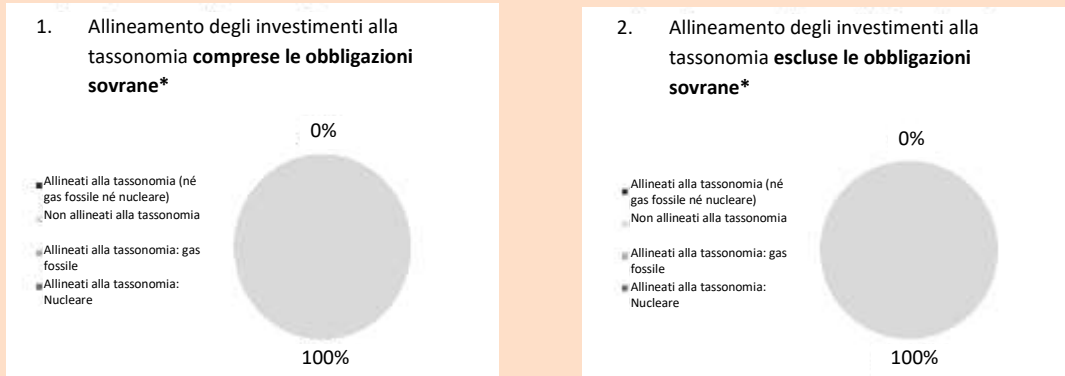 1. Allineamento degli investimenti alla
tassonomia comprese le obbligazioni
sovrane*
0%
Allineati alla tassonomia (né
gas fossile né nucleare)
Non allineati alla tassonomia
Allineati alla tassonomia: gas
fossile
Allineati alla tassonomia:
Nucleare
100%
2. Allineamento degli investimenti alla
tassonomia escluse le obbligazioni
sovrane*
0%
Allineati alla tassonomia (né
gas fossile né nucleare)
Non allineati alla tassonomia
Allineati alla tassonomia: gas
fossile
Allineati alla tassonomia:
Nucleare
100%